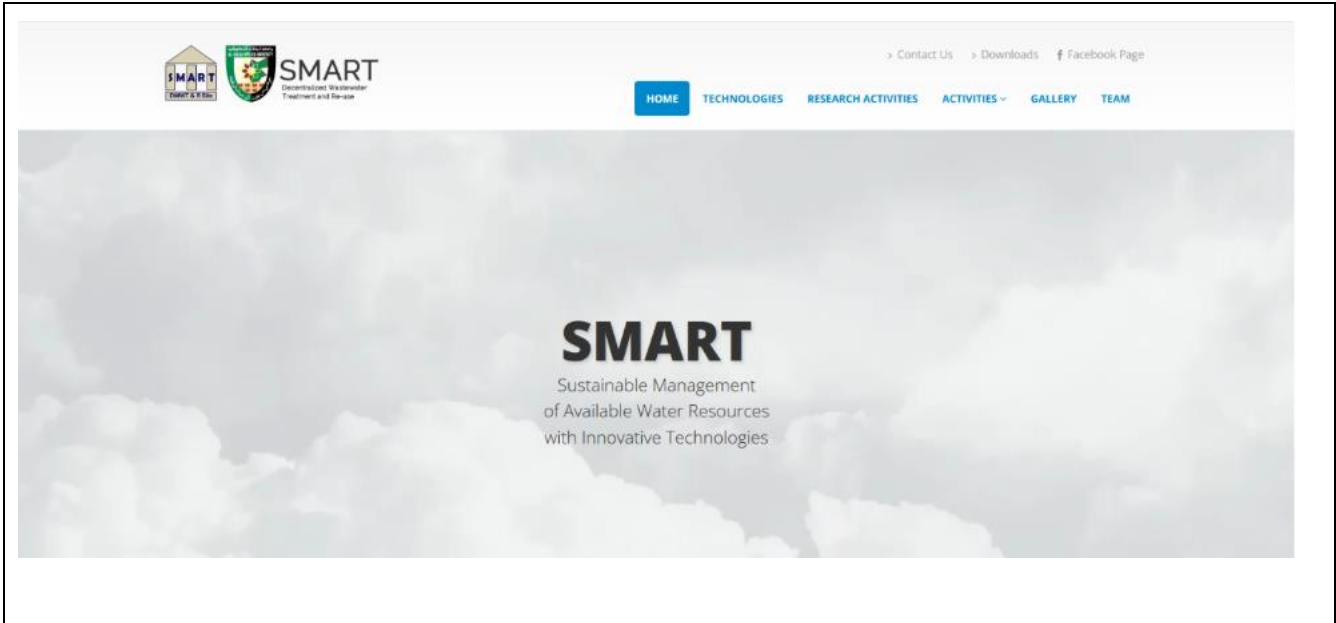 SMART
SMART
Decentralized Wastewater
Treatment and Re-use
› Contact Us › Downloads f Facebook Page
HOME TECHNOLOGIES RESEARCH ACTIVITIES ACTIVITIES GALLERY TEAM
SMART
Sustainable Management
of Available Water Resources
with Innovative Technologies